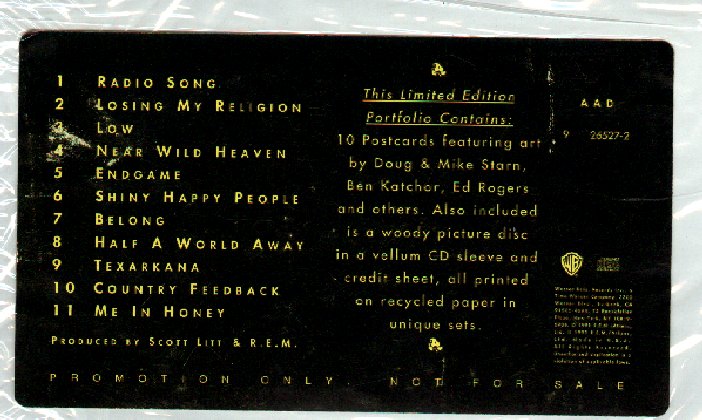 1 RADIO SONG
2 LOSING MY RELIGION
3 LOW
4 NEAR WILD HEAVEN
5 ENDGAME
6 SHINY HAPPY PEOPLE
7 BELONG
8 HALF A WORLD AWAY
9 TEXARKANA
10 COUNTRY FEEDBACK
11 ME IN HONEY
PRODUCED BY SCOTT LITT & R.E.M.
This Limited Edition
Portfolio Contains:
10 Postcards featuring art
by Doug & Mike Starn,
Ben Katchor, Ed Rogers
and others. Also included
is a woody picture disc
in a vellum CD sleeve and
credit sheet, all printed
on recycled paper in
unique sets.
AAD
9 26527-2
WB
PROMOTION ONLY. NOT FOR SALE